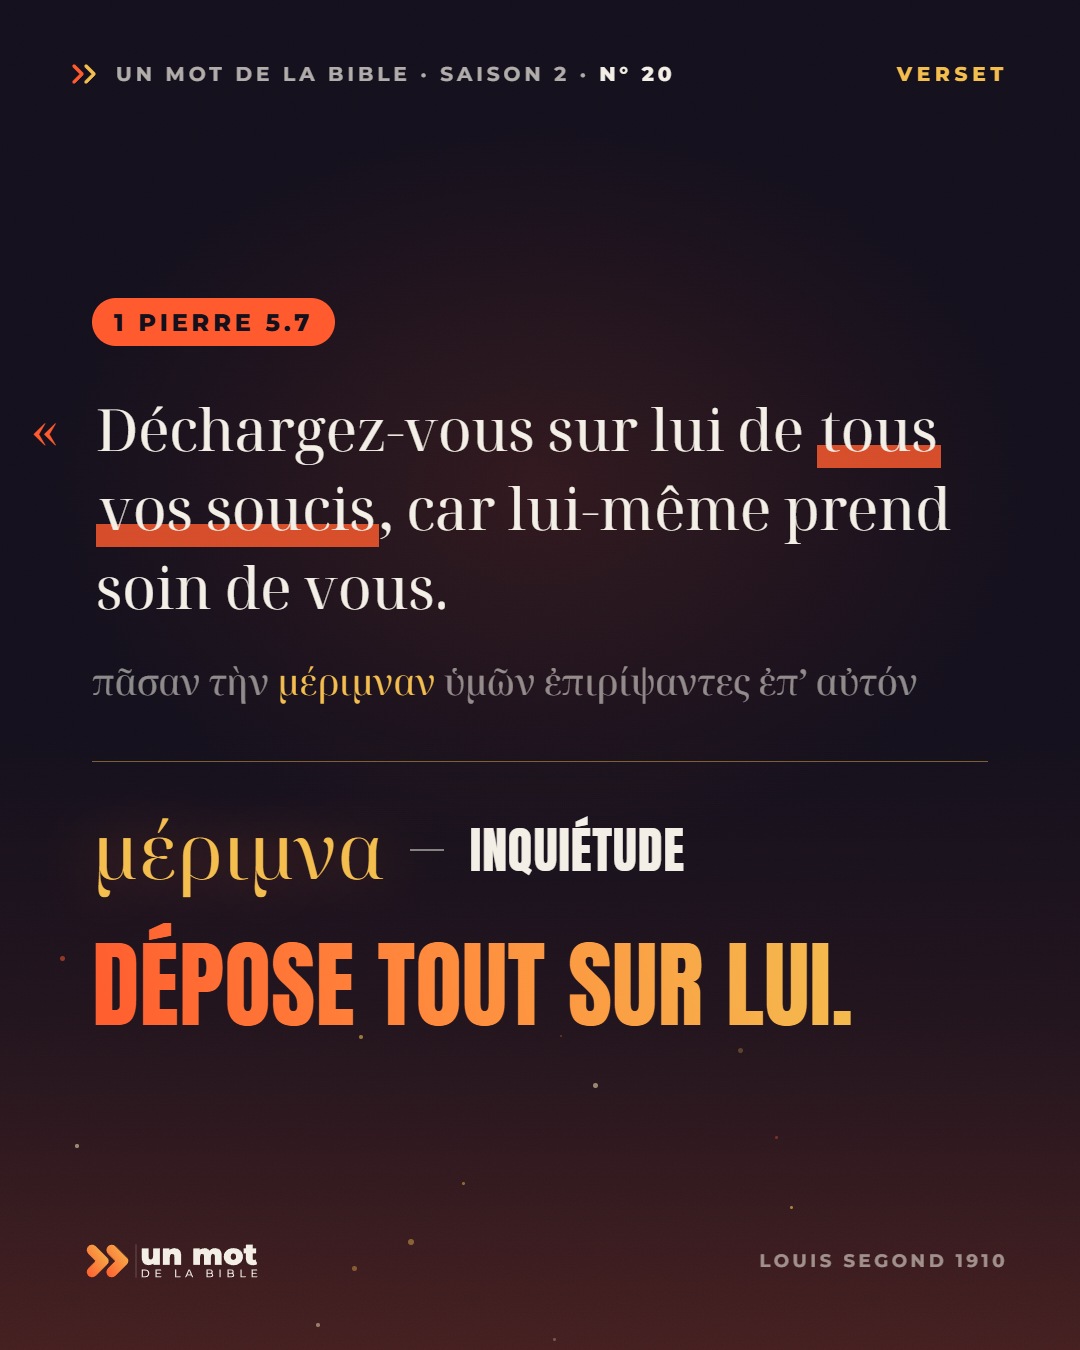 UN MOT DE LA BIBLE · SAISON 2 · N° 20
VERSET
1 PIERRE 5.7
« Déchargez-vous sur lui de tous
vos soucis, car lui-même prend
soin de vous.
πᾶσαν τὴν μέριμναν ὑμῶν ἐπιρίψαντες ἐπ’ αὐτόν
μέριμνα — INQUIÉTUDE
DÉPOSE TOUT SUR LUI.
un mot
DE LA BIBLE
LOUIS SEGOND 1910